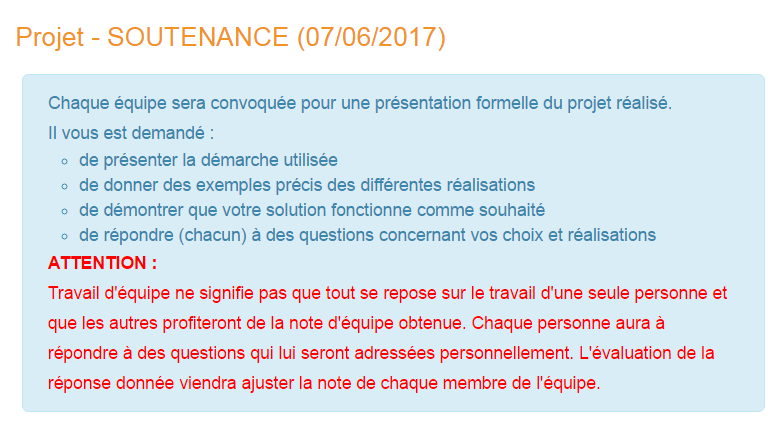 Projet - SOUTENANCE (07/06/2017)
Chaque équipe sera convoquée pour une présentation formelle du projet réalisé.
Il vous est demandé :
◦ de présenter la démarche utilisée
◦ de donner des exemples précis des différentes réalisations
◦ de démontrer que votre solution fonctionne comme souhaité
◦ de répondre (chacun) à des questions concernant vos choix et réalisations
ATTENTION :
Travail d'équipe ne signifie pas que tout se repose sur le travail d'une seule personne et
que les autres profiteront de la note d'équipe obtenue. Chaque personne aura à
répondre à des questions qui lui seront adressées personnellement. L'évaluation de la
réponse donnée viendra ajuster la note de chaque membre de l'équipe.